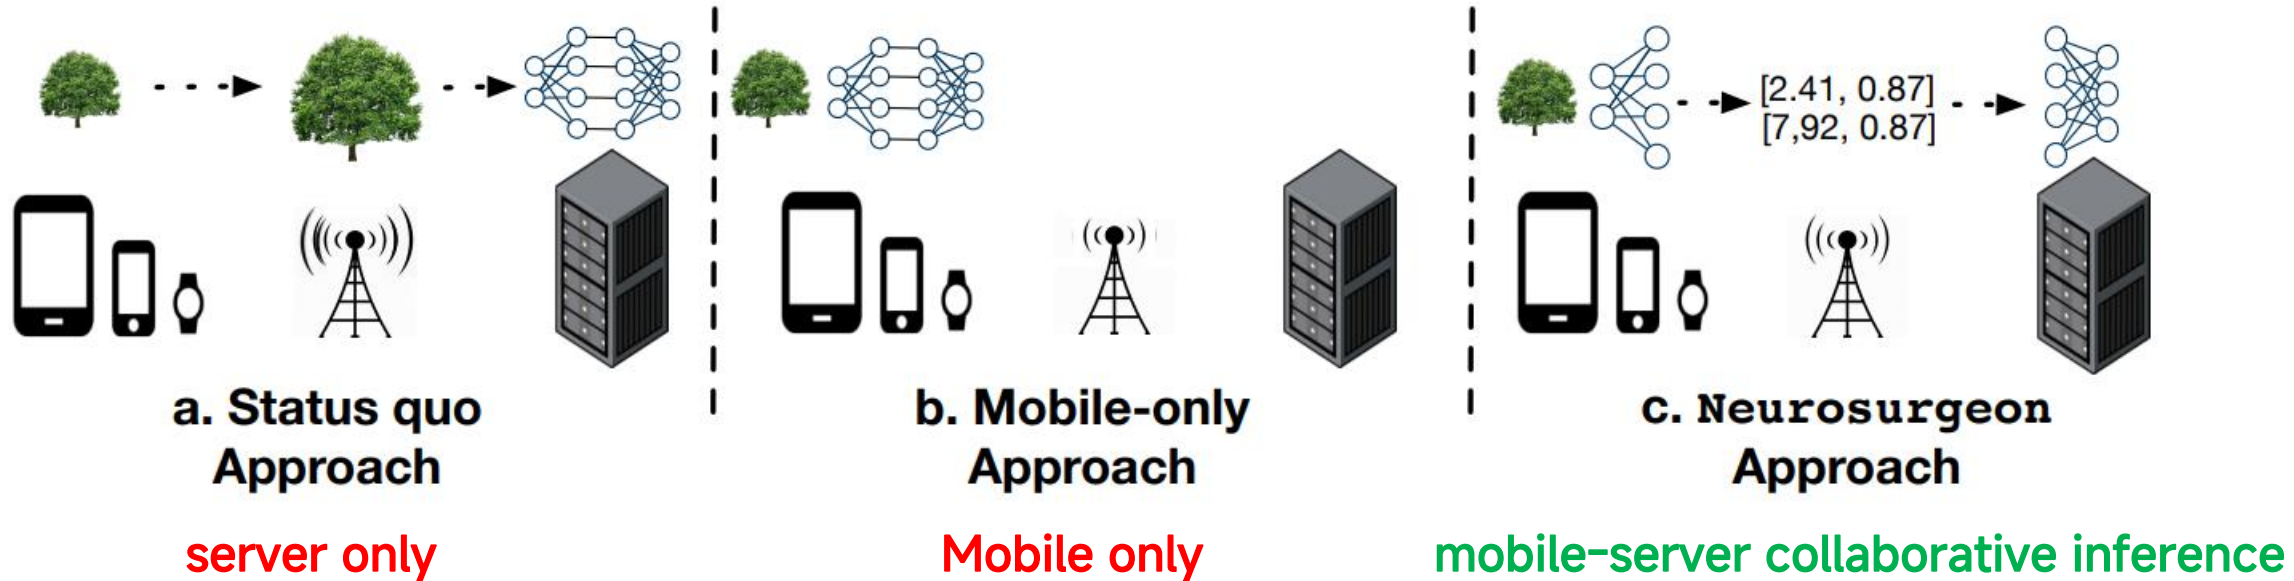 [2.41, 0.87]
[7,92, 0.87]
a. Status quo
Approach
server only
b. Mobile-only
Approach
Mobile only
c. Neurosurgeon
Approach
mobile-server collaborative inference